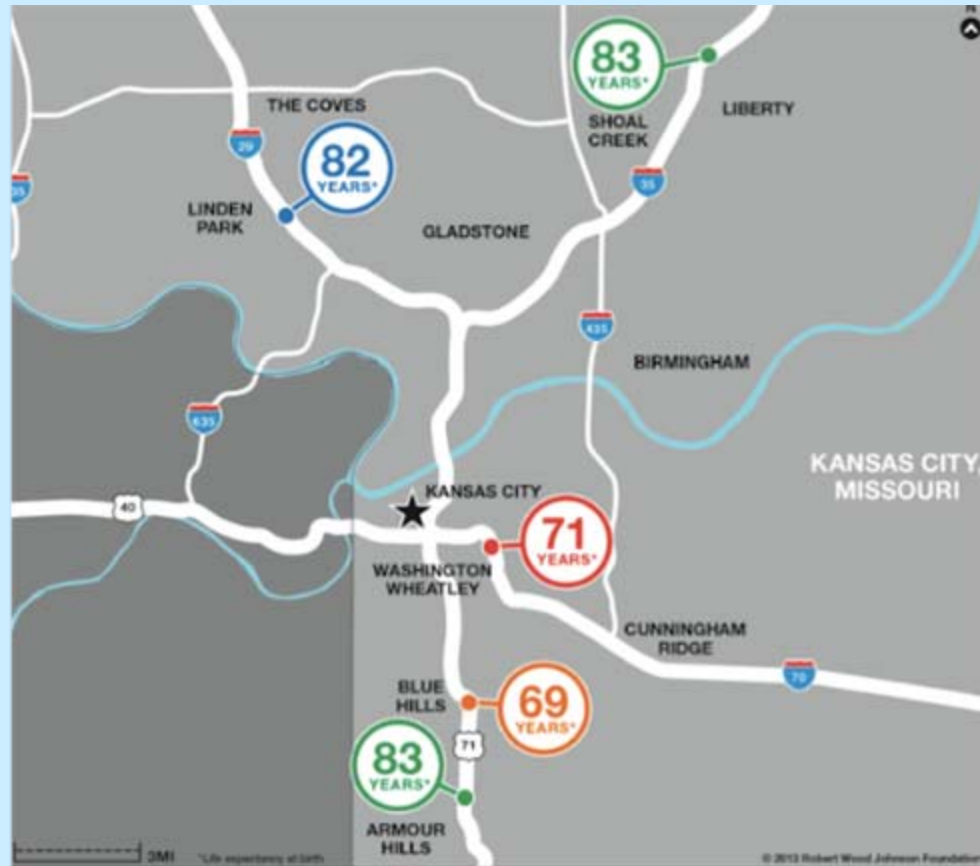 N
83
YEARS*
THE COVES
LIBERTY
SHOAL
CREEK
29
82
YEARS*
35
35
LINDEN
PARK
GLADSTONE
435
BIRMINGHAM
635
KANSAS CITY,
MISSOURI
KANSAS CITY
40
71
YEARS*
WASHINGTON
WHEATLEY
CUNNINGHAM
RIDGE
70
BLUE
HILLS
69
YEARS*
71
83
YEARS*
ARMOUR
HILLS
3MI
*Life expectancy at birth
© 2013 Robert Wood Johnson Foundation